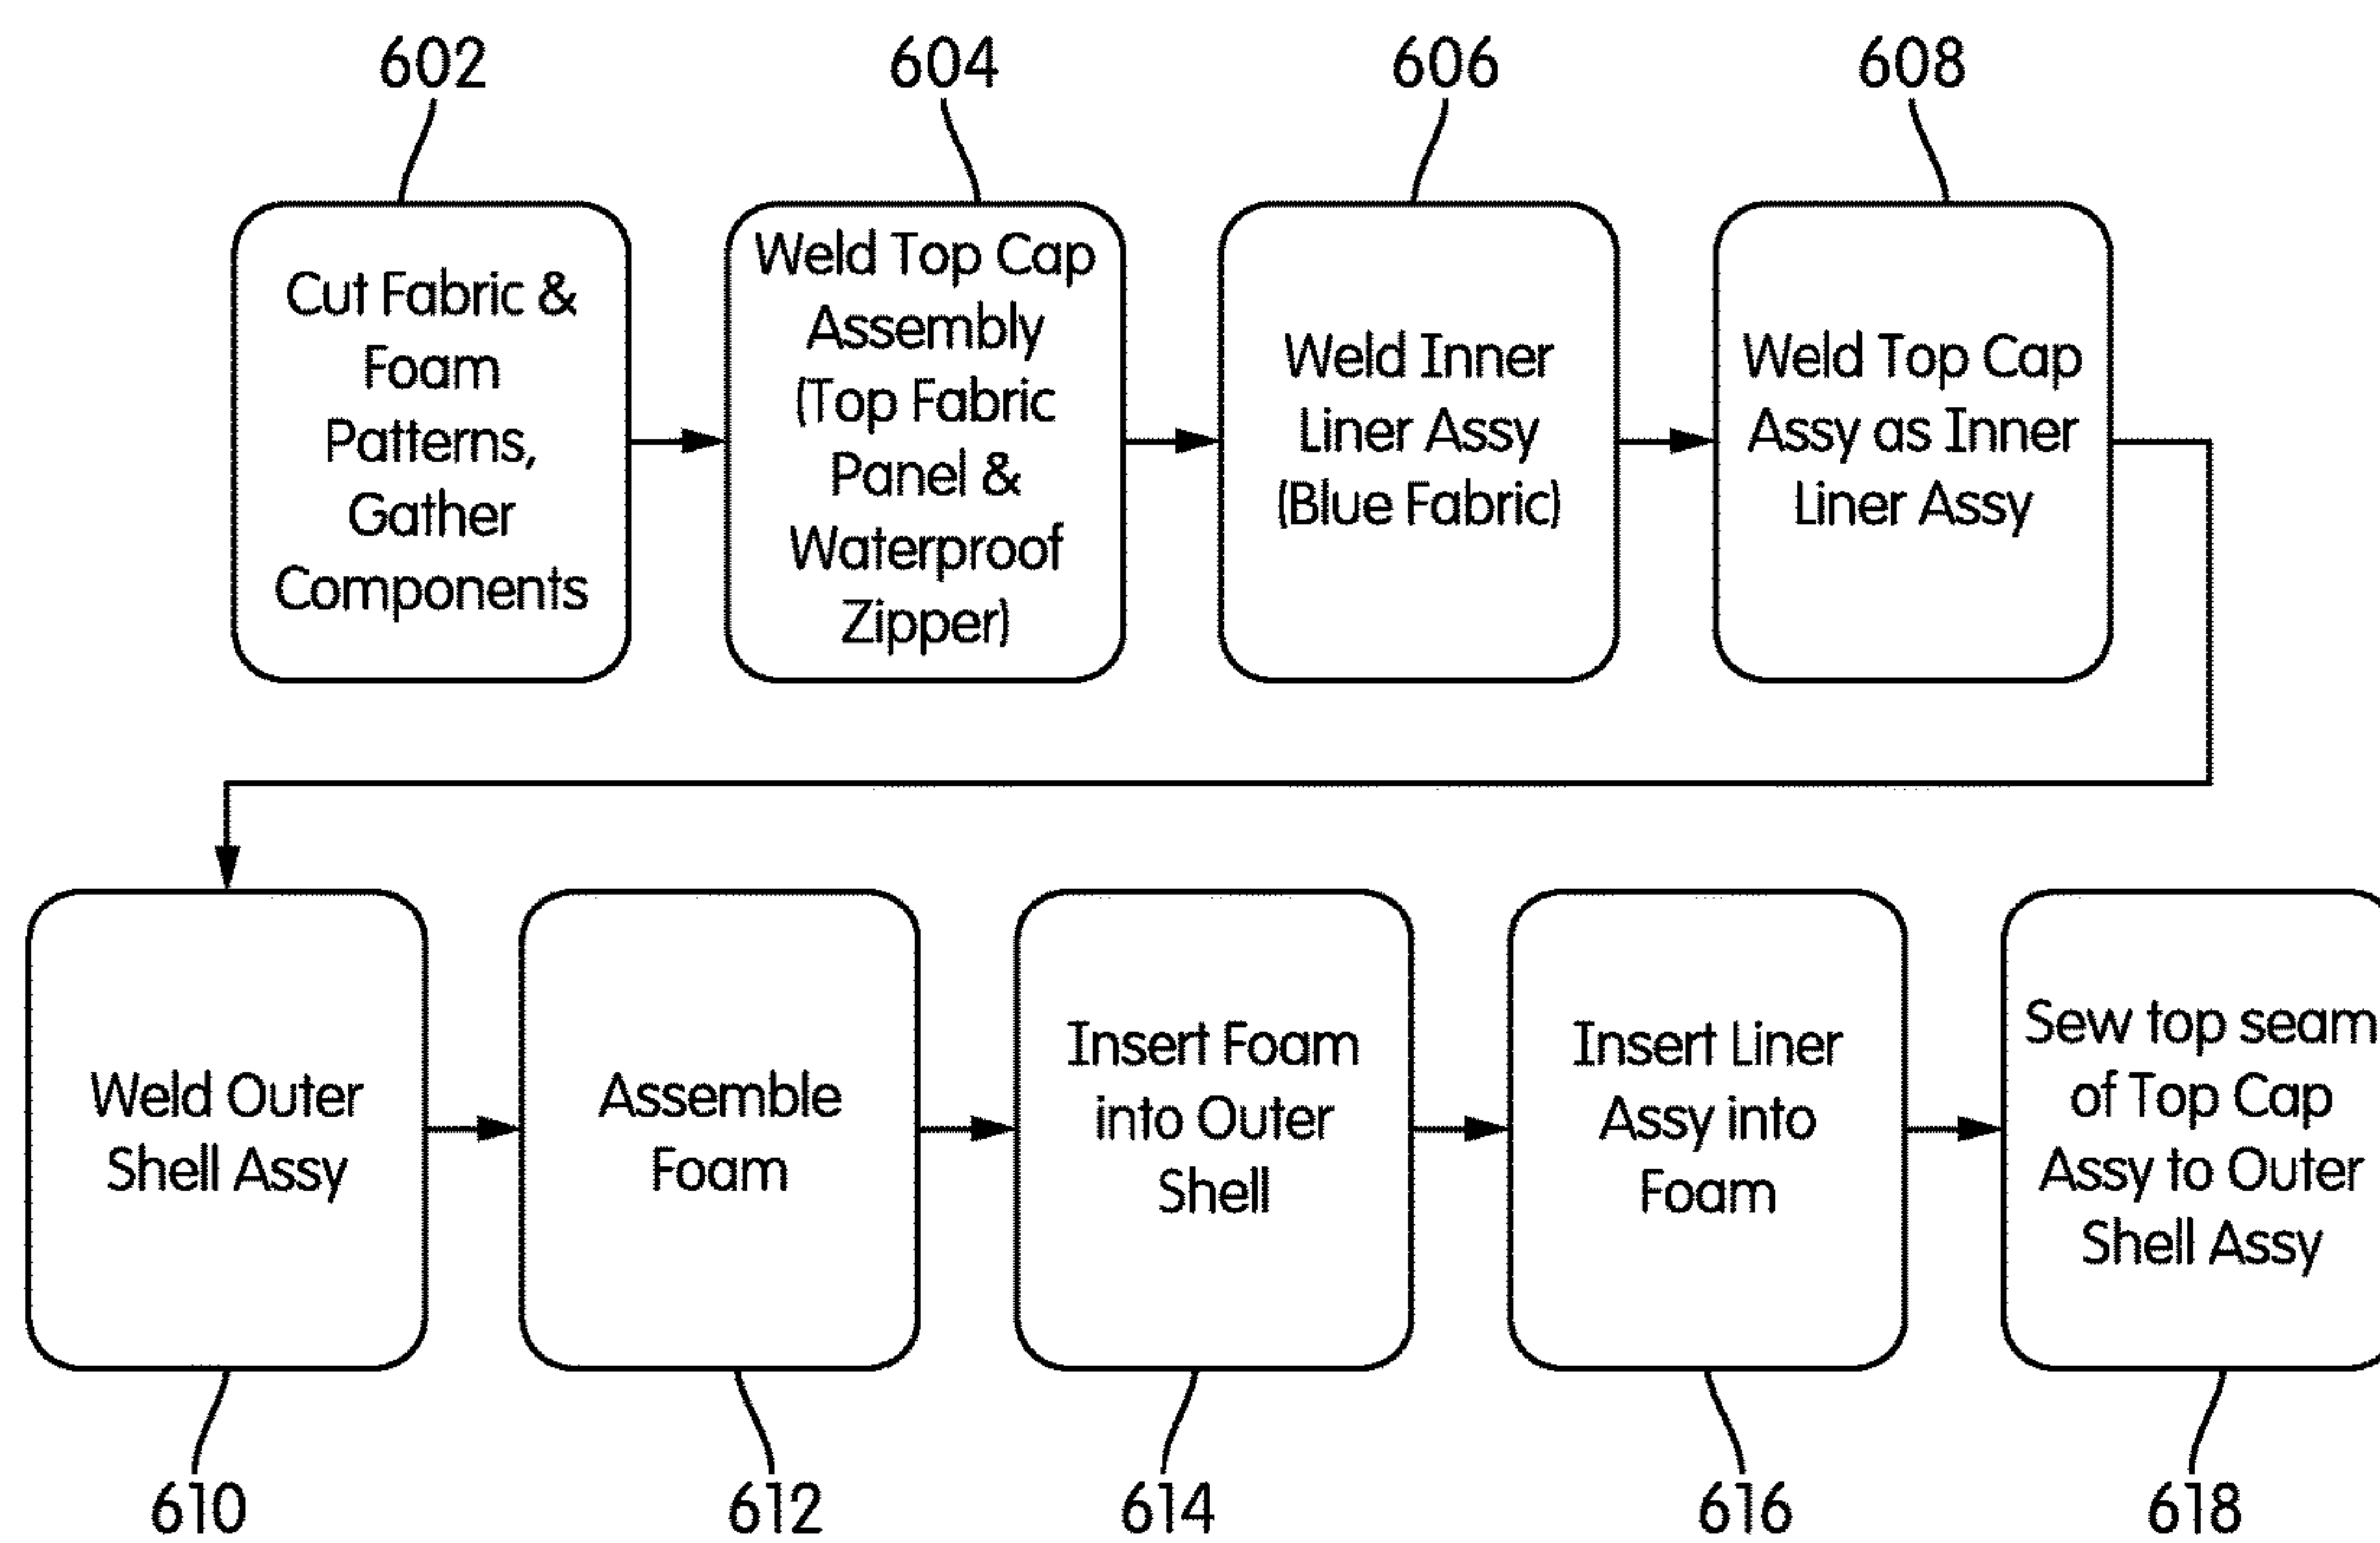 602
604
606
608
Cut Fabric &
Foam
Patterns,
Gather
Components
Weld Top Cap
Assembly
(Top Fabric
Panel &
Waterproof
Zipper)
Weld Inner
Liner Assy
(Blue Fabric)
Weld Top Cap
Assy as Inner
Liner Assy
Weld Outer
Shell Assy
Assemble
Foam
Insert Foam
into Outer
Shell
Insert Liner
Assy into
Foam
Sew top seam
of Top Cap
Assy to Outer
Shell Assy
610
612
614
616
618